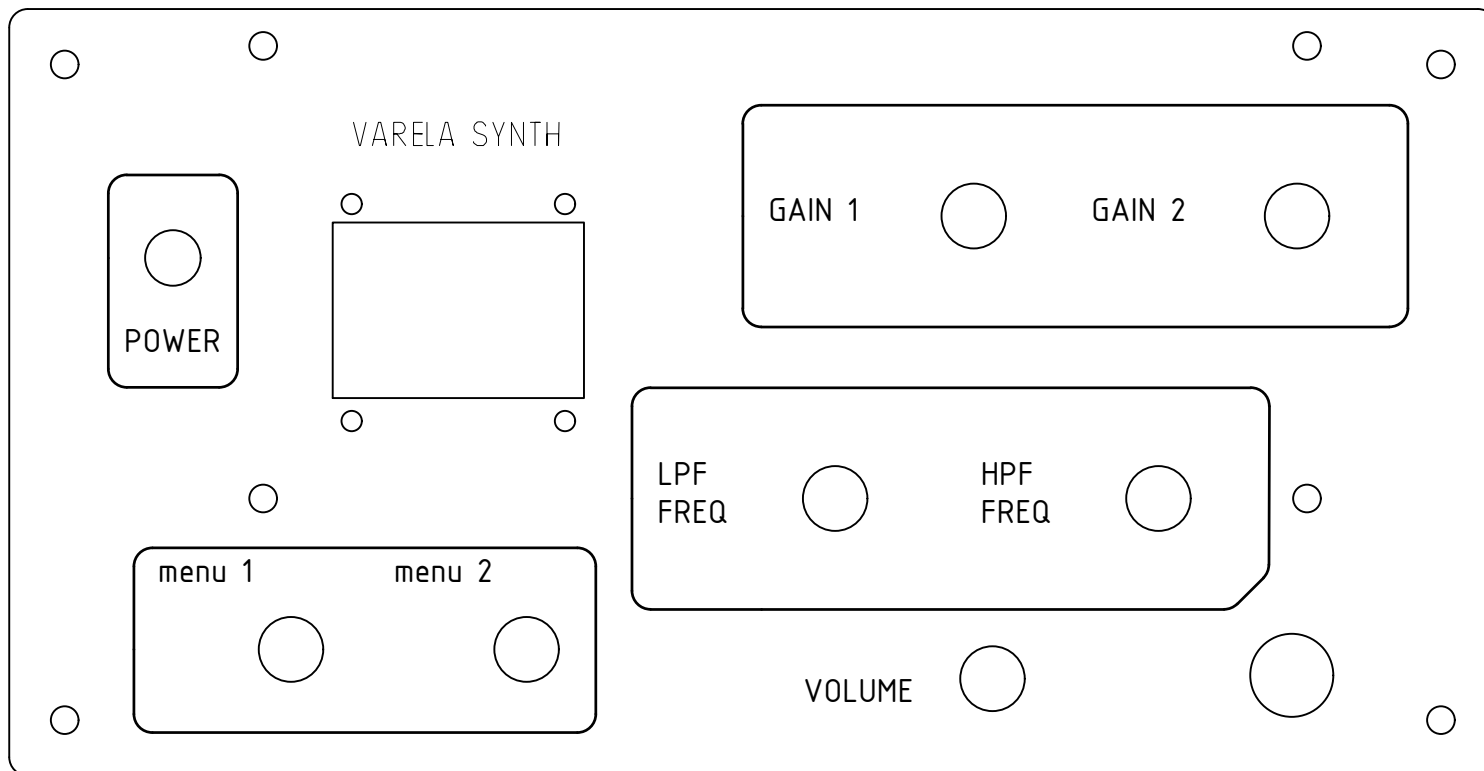 VARELA SYNTH
GAIN 1
GAIN 2
POWER
LPF
FREQ
HPF
FREQ
menu 1
menu 2
VOLUME